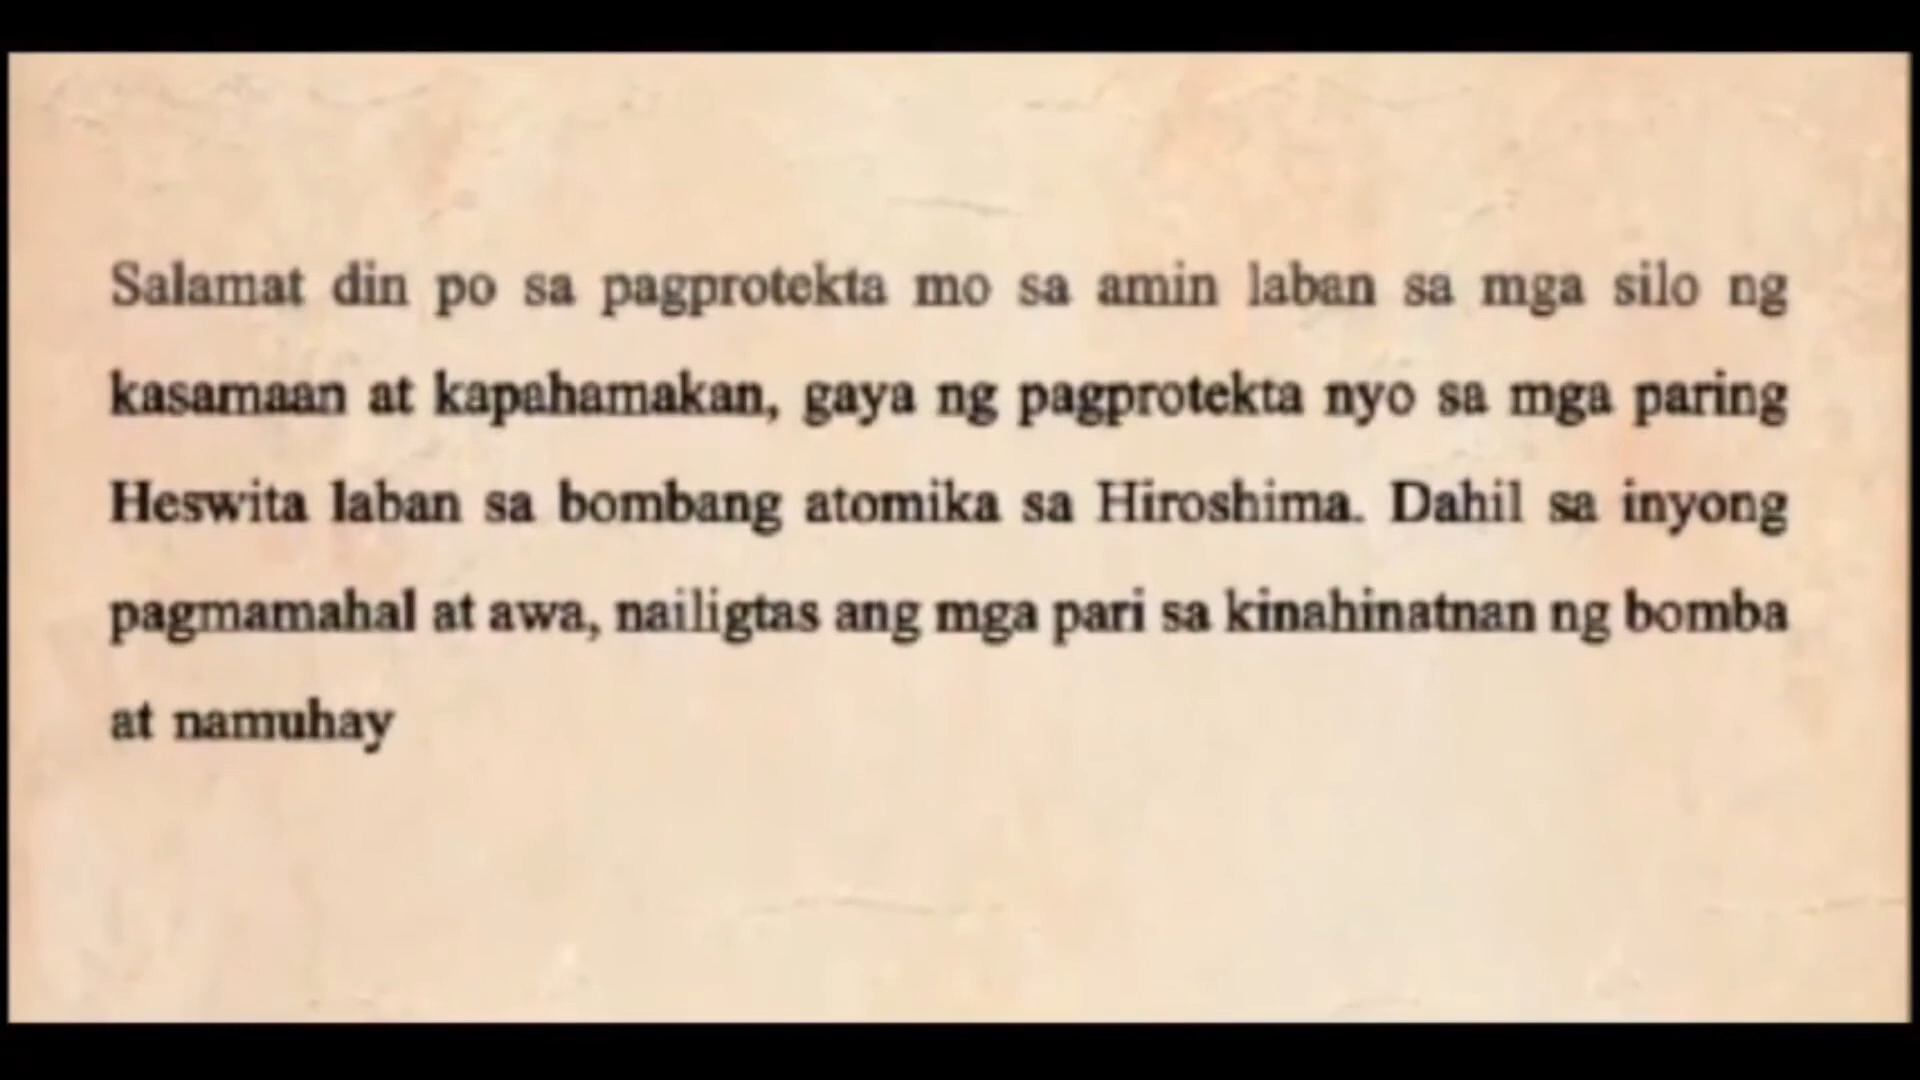 Salamat din po sa pagprotekta mo sa amin laban sa mga silo ng
kasamaan at kapahamakan, gaya ng pagprotekta nyo sa mga paring
Heswita laban sa bombang atomika sa Hiroshima. Dahil sa inyong
pagmamahal at awa, nailigtas ang mga pari sa kinahinatnan ng bomba
at namuhay